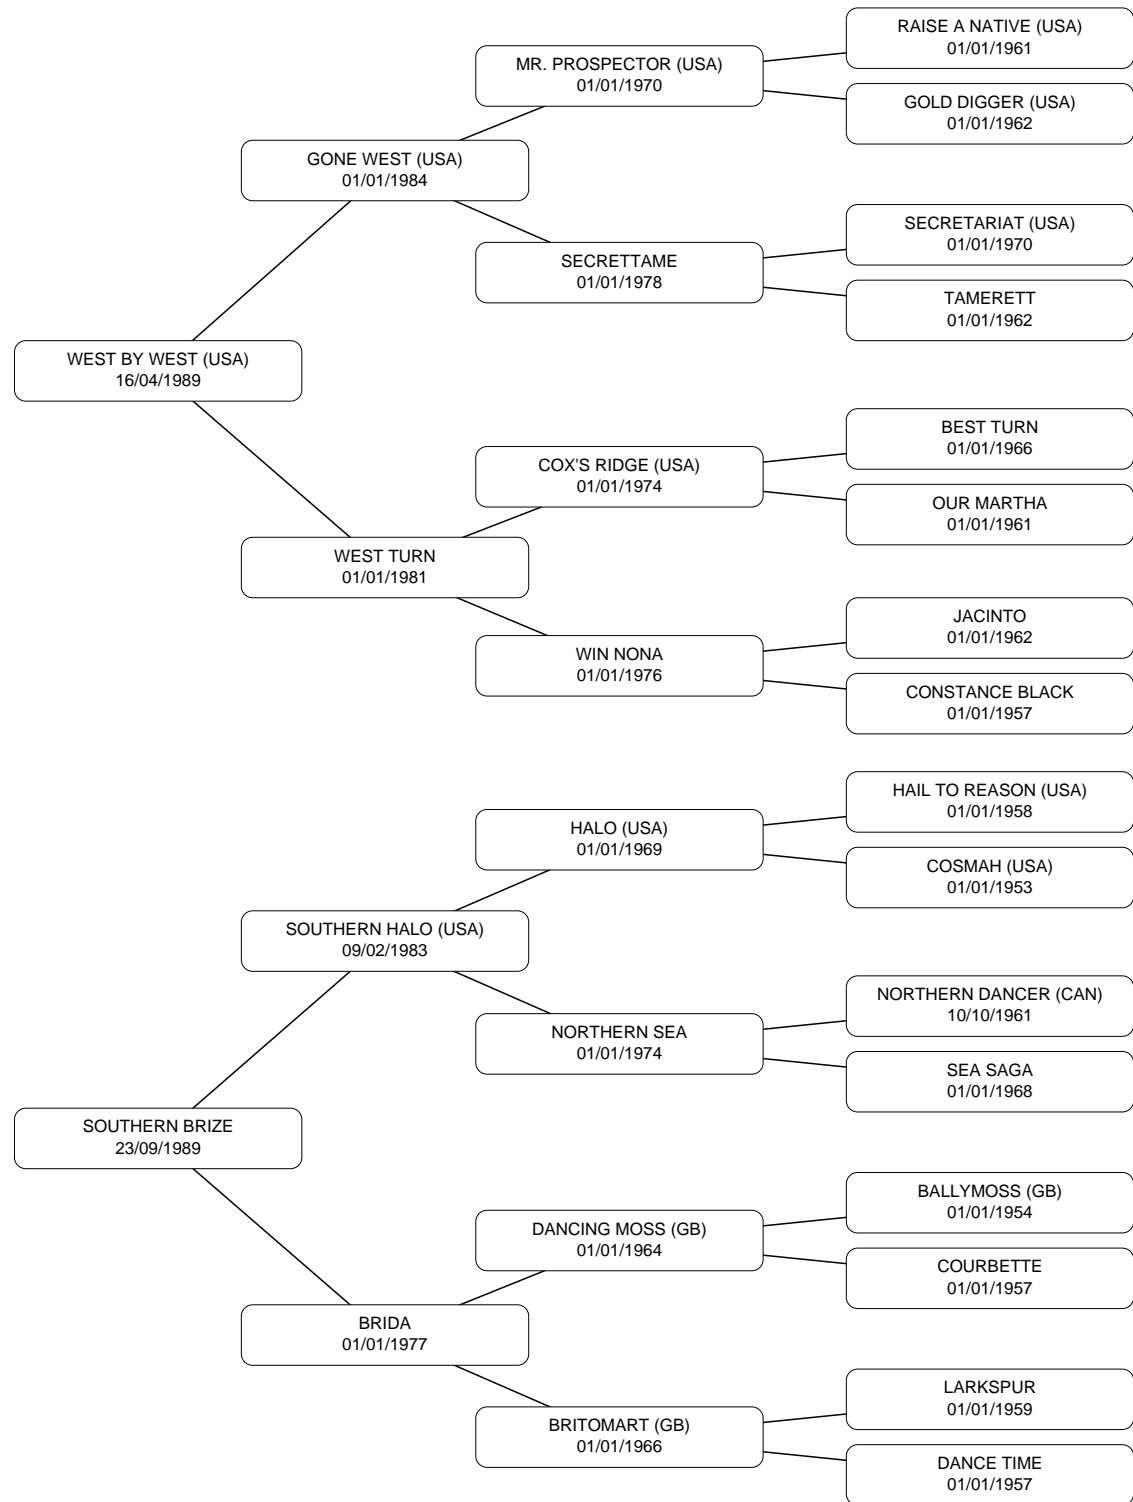 RAISE A NATIVE (USA)
01/01/1961
MR. PROSPECTOR (USA)
01/01/1970
GOLD DIGGER (USA)
01/01/1962
GONE WEST (USA)
01/01/1984
SECRETARIAT (USA)
01/01/1970
SECRETTAME
01/01/1978
TAMERETT
01/01/1962
WEST BY WEST (USA)
16/04/1989
BEST TURN
01/01/1966
COX'S RIDGE (USA)
01/01/1974
OUR MARTHA
01/01/1961
WEST TURN
01/01/1981
JACINTO
01/01/1962
WIN NONA
01/01/1976
CONSTANCE BLACK
01/01/1957
HAIL TO REASON (USA)
01/01/1958
HALO (USA)
01/01/1969
COSMAH (USA)
01/01/1953
SOUTHERN HALO (USA)
09/02/1983
NORTHERN DANCER (CAN)
10/10/1961
NORTHERN SEA
01/01/1974
SEA SAGA
01/01/1968
SOUTHERN BRIZE
23/09/1989
BALLYMOSS (GB)
01/01/1954
DANCING MOSS (GB)
01/01/1964
COURBETTE
01/01/1957
BRIDA
01/01/1977
LARKSPUR
01/01/1959
BRITOMART (GB)
01/01/1966
DANCE TIME
01/01/1957